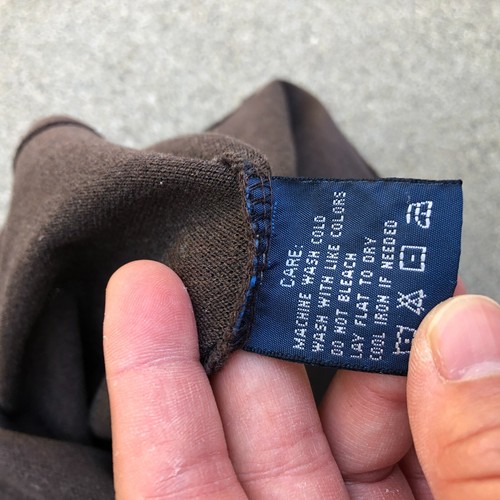 CARE:
MACHINE WASH COLD
WASH WITH LIKE COLORS
DO NOT BLEACH
LAY FLAT TO DRY
COOL IRON IF NEEDED